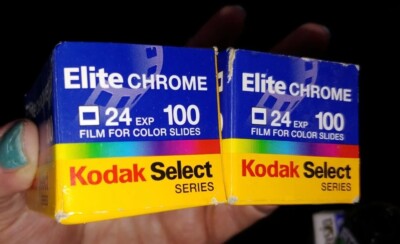 Elite CHROME
24 EXP 100
FILM FOR COLOR SLIDES
Kodak Select
SERIES
Elite CHROME
24 EXP 100
FILM FOR COLOR SLIDES
Kodak Select
SERIES